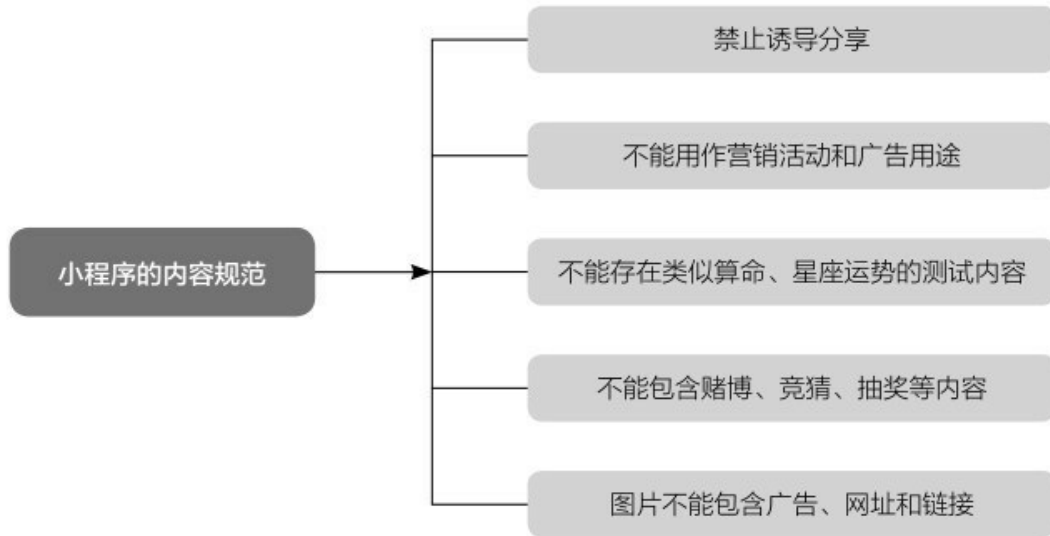 禁止诱导分享
不能用作营销活动和广告用途
小程序的内容规范
不能存在类似算命、星座运势的测试内容
不能包含赌博、竞猜、抽奖等内容
图片不能包含广告、网址和链接